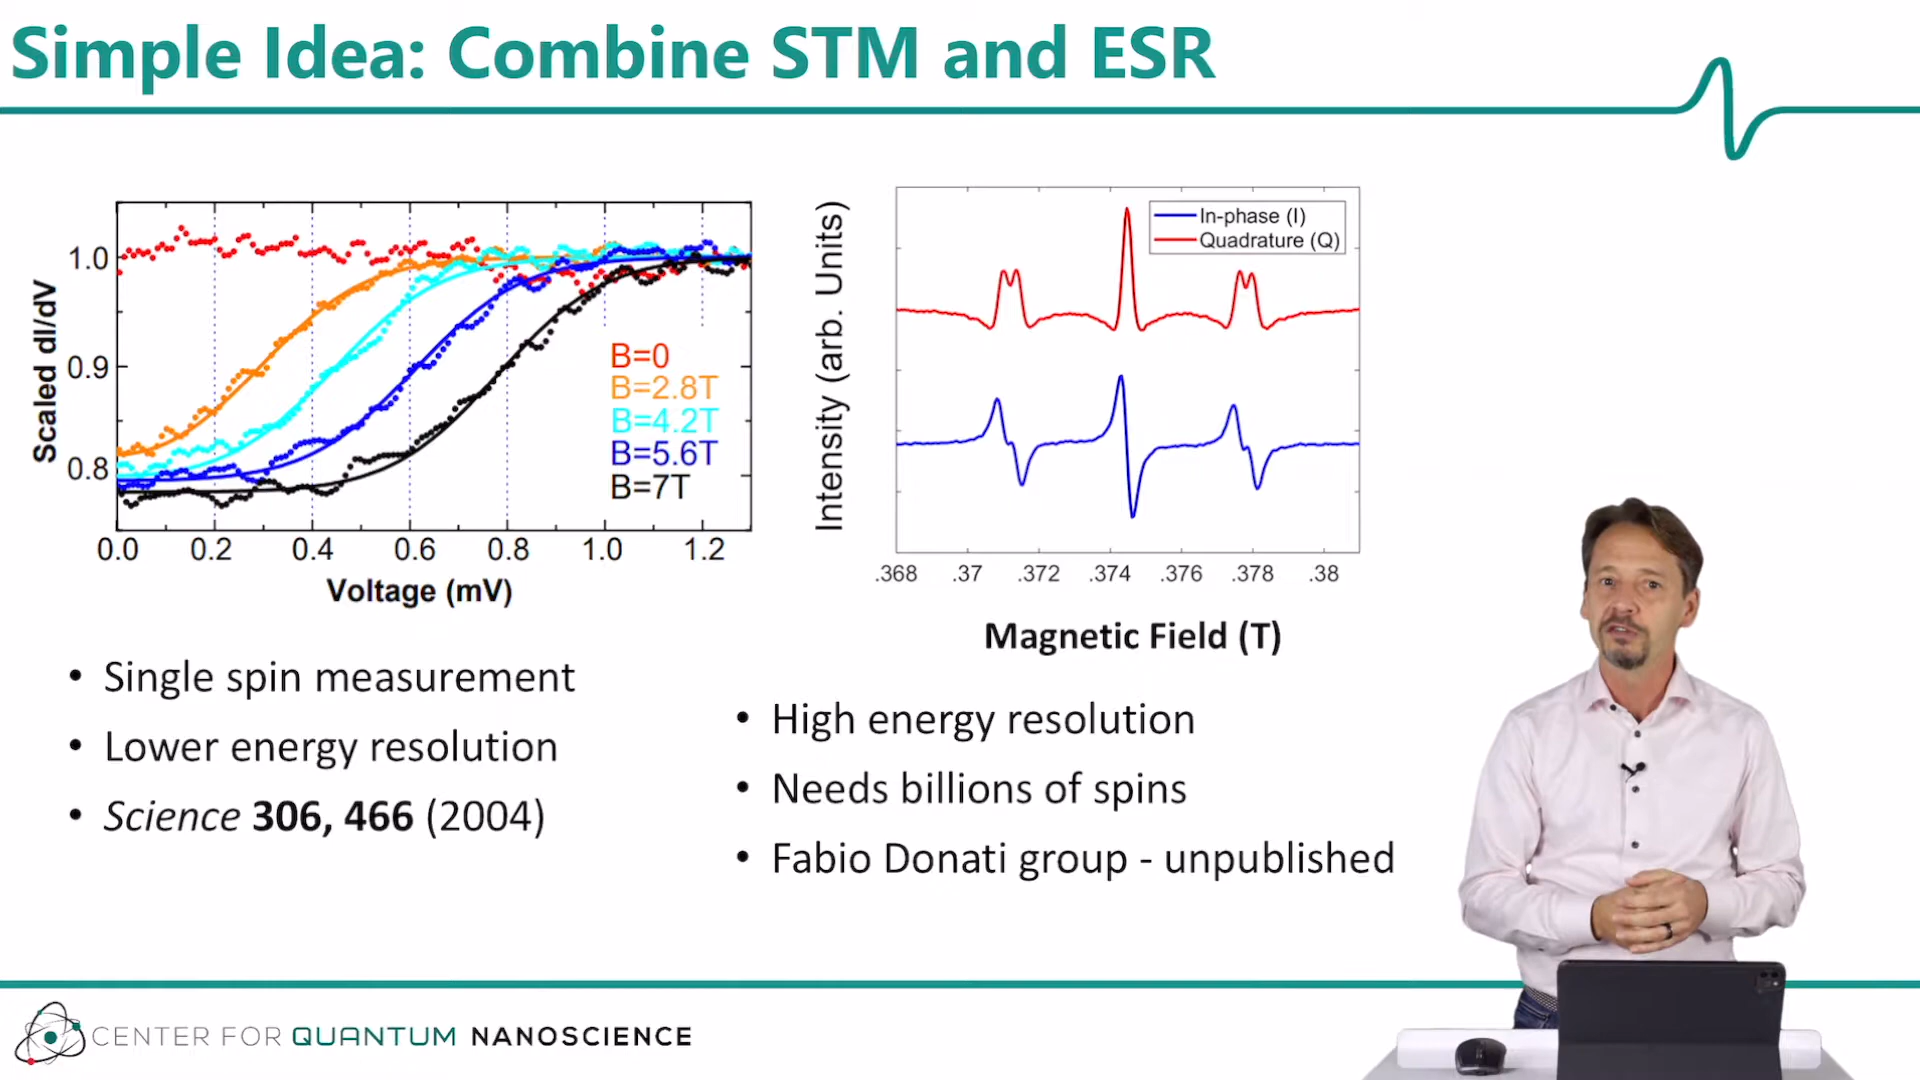 Simple Idea: Combine STM and ESR
Scaled dI/dV
1.0
0.9
0.8
B=0
B=2.8T
B=4.2T
B=5.6T
B=7T
0.0 0.2 0.4 0.6 0.8 1.0 1.2
Voltage (mV)
Intensity (arb. Units)
In-phase (I)
Quadrature (Q)
.368 .37 .372 .374 .376 .378 .38
Magnetic Field (T)
• Single spin measurement
• Lower energy resolution
• Science 306, 466 (2004)
• High energy resolution
• Needs billions of spins
• Fabio Donati group - unpublished
CENTER FOR QUANTUM NANOSCIENCE